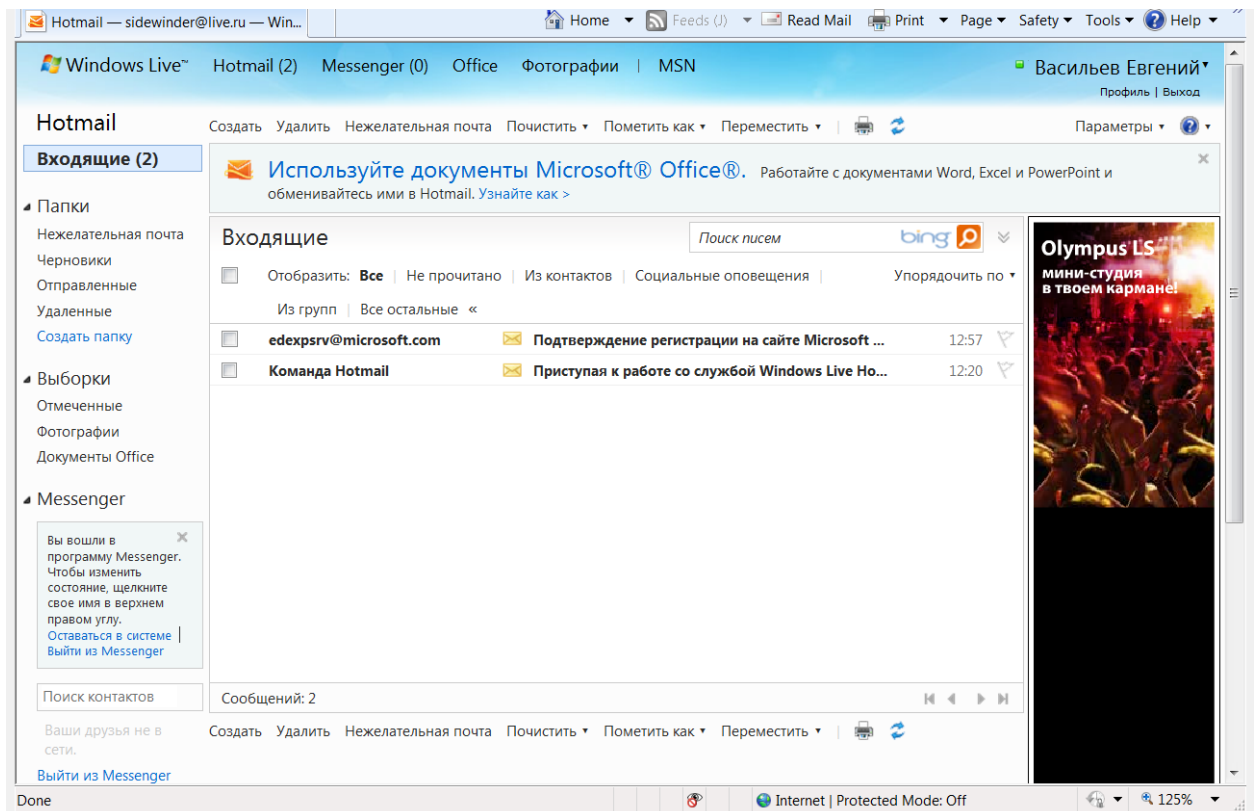 Hotmail — sidewinder@live.ru — Win...
Home Feeds (J) Read Mail Print Page Safety Tools Help
Windows Live™ Hotmail (2) Messenger (0) Office Фотографии | MSN Васильев Евгений
Профиль | Выход
Hotmail
Создать Удалить Нежелательная почта Почистить Пометить как Переместить Параметры
Входящие (2)
Используйте документы Microsoft® Office®. Работайте с документами Word, Excel и PowerPoint и
обменивайтесь ими в Hotmail. Узнайте как >
Папки
Нежелательная почта
Черновики
Отправленные
Удаленные
Создать папку
Выборки
Отмеченные
Фотографии
Документы Office
Messenger
Вы вошли в
программу Messenger.
Чтобы изменить
состояние, щелкните
свое имя в верхнем
правом углу.
Оставаться в системе |
Выйти из Messenger
Поиск контактов
Ваши друзья не в
сети.
Выйти из Messenger
Входящие
Поиск писем bing
Отобразить: Все | Не прочитано | Из контактов | Социальные оповещения | Упорядочить по
Из групп | Все остальные «
edexpsrv@microsoft.com Подтверждение регистрации на сайте Microsoft ... 12:57
Команда Hotmail Приступая к работе со службой Windows Live Ho... 12:20
Сообщений: 2
Создать Удалить Нежелательная почта Почистить Пометить как Переместить
Olympus LS
мини-студия
в твоем кармане!
Done Internet | Protected Mode: Off 125%